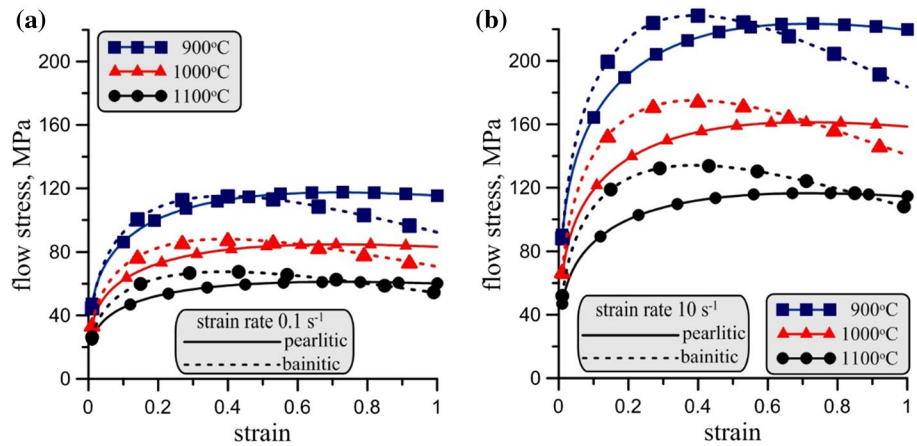 (a)
flow stress, MPa
200
160
120
80
40
0
900°C
1000°C
1100°C
strain rate 0.1 s⁻¹
pearlitic
bainitic
0 0.2 0.4 0.6 0.8 1
strain
(b)
flow stress, MPa
200
160
120
80
40
0
strain rate 10 s⁻¹
pearlitic
bainitic
900°C
1000°C
1100°C
0 0.2 0.4 0.6 0.8 1
strain